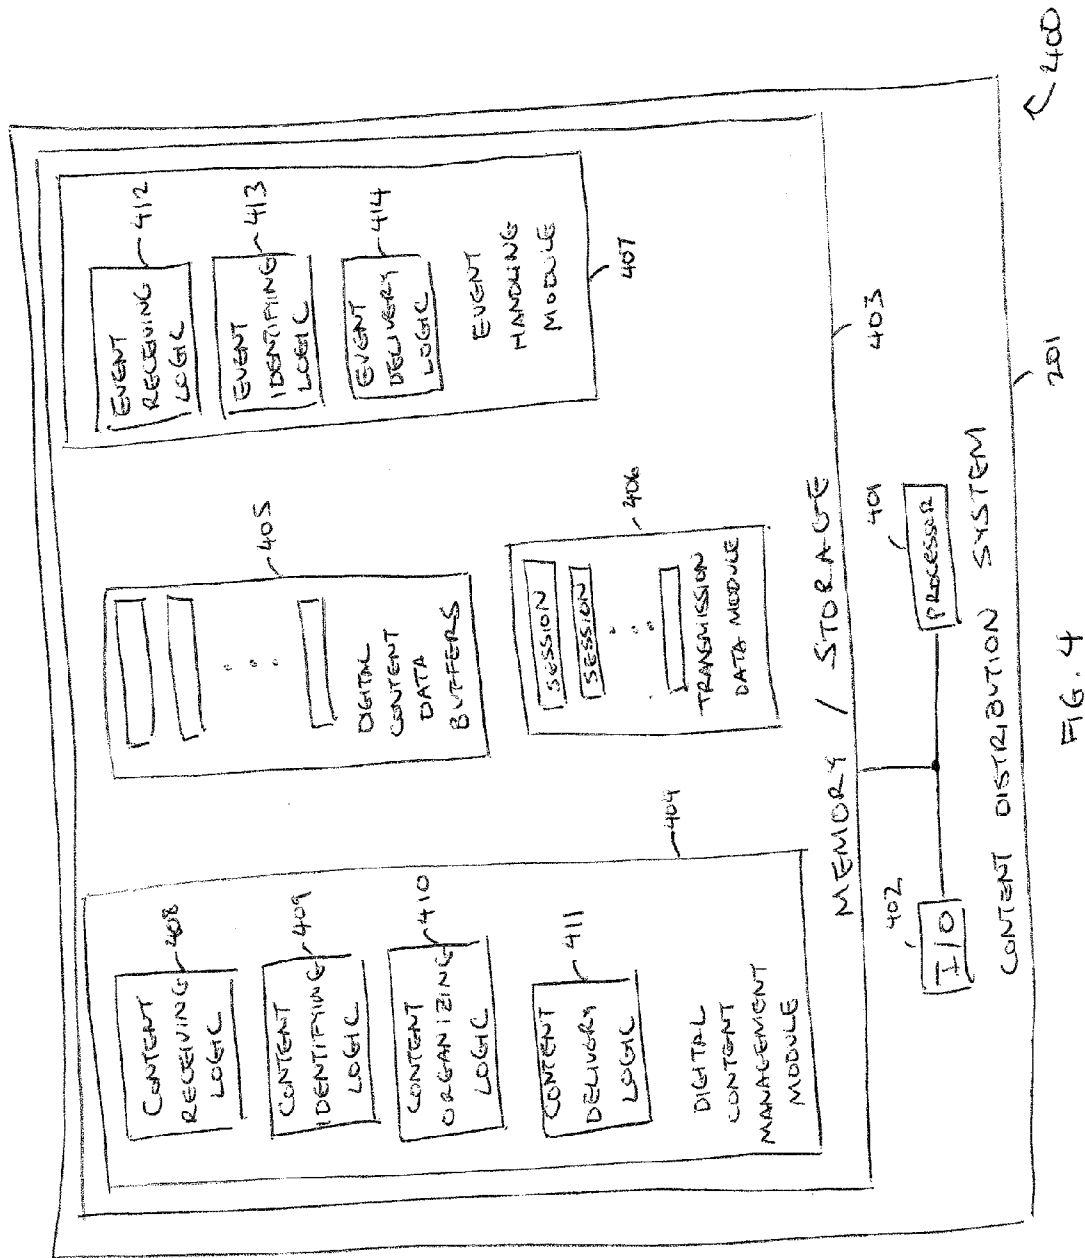 CONTENT
RECEIVING
LOGIC
408
CONTENT
IDENTIFYING
LOGIC
409
CONTENT
ORGANIZING
LOGIC
410
CONTENT
DELIVERY
LOGIC
411
DIGITAL
CONTENT
MANAGEMENT
MODULE
404
DIGITAL
CONTENT
DATA
BUFFERS
405
SESSION
SESSION
TRANSMISSION
DATA MODULE
406
EVENT
RECEIVING
LOGIC
412
EVENT
IDENTIFYING
LOGIC
413
EVENT
DELIVERY
LOGIC
414
EVENT
HANDLING
MODULE
407
MEMORY / STORAGE
403
402
I/O
401
PROCESSOR
CONTENT DISTRIBUTION SYSTEM
201
FIG. 4
400